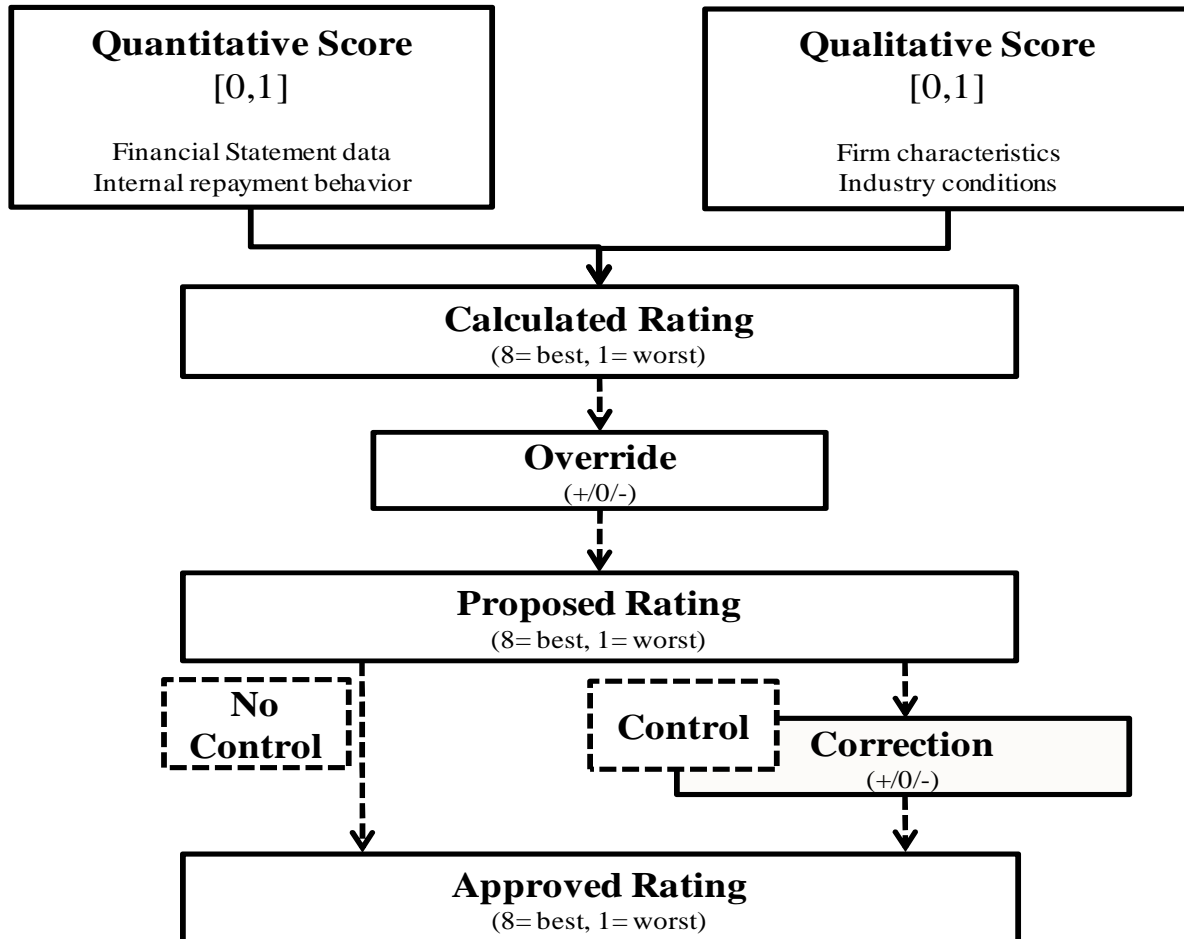 Quantitative Score
[0,1]
Financial Statement data
Internal repayment behavior
Qualitative Score
[0,1]
Firm characteristics
Industry conditions
Calculated Rating
(8= best, 1= worst)
Override
(+/0/-)
Proposed Rating
(8= best, 1= worst)
No
Control
Control
Correction
(+/0/-)
Approved Rating
(8= best, 1= worst)